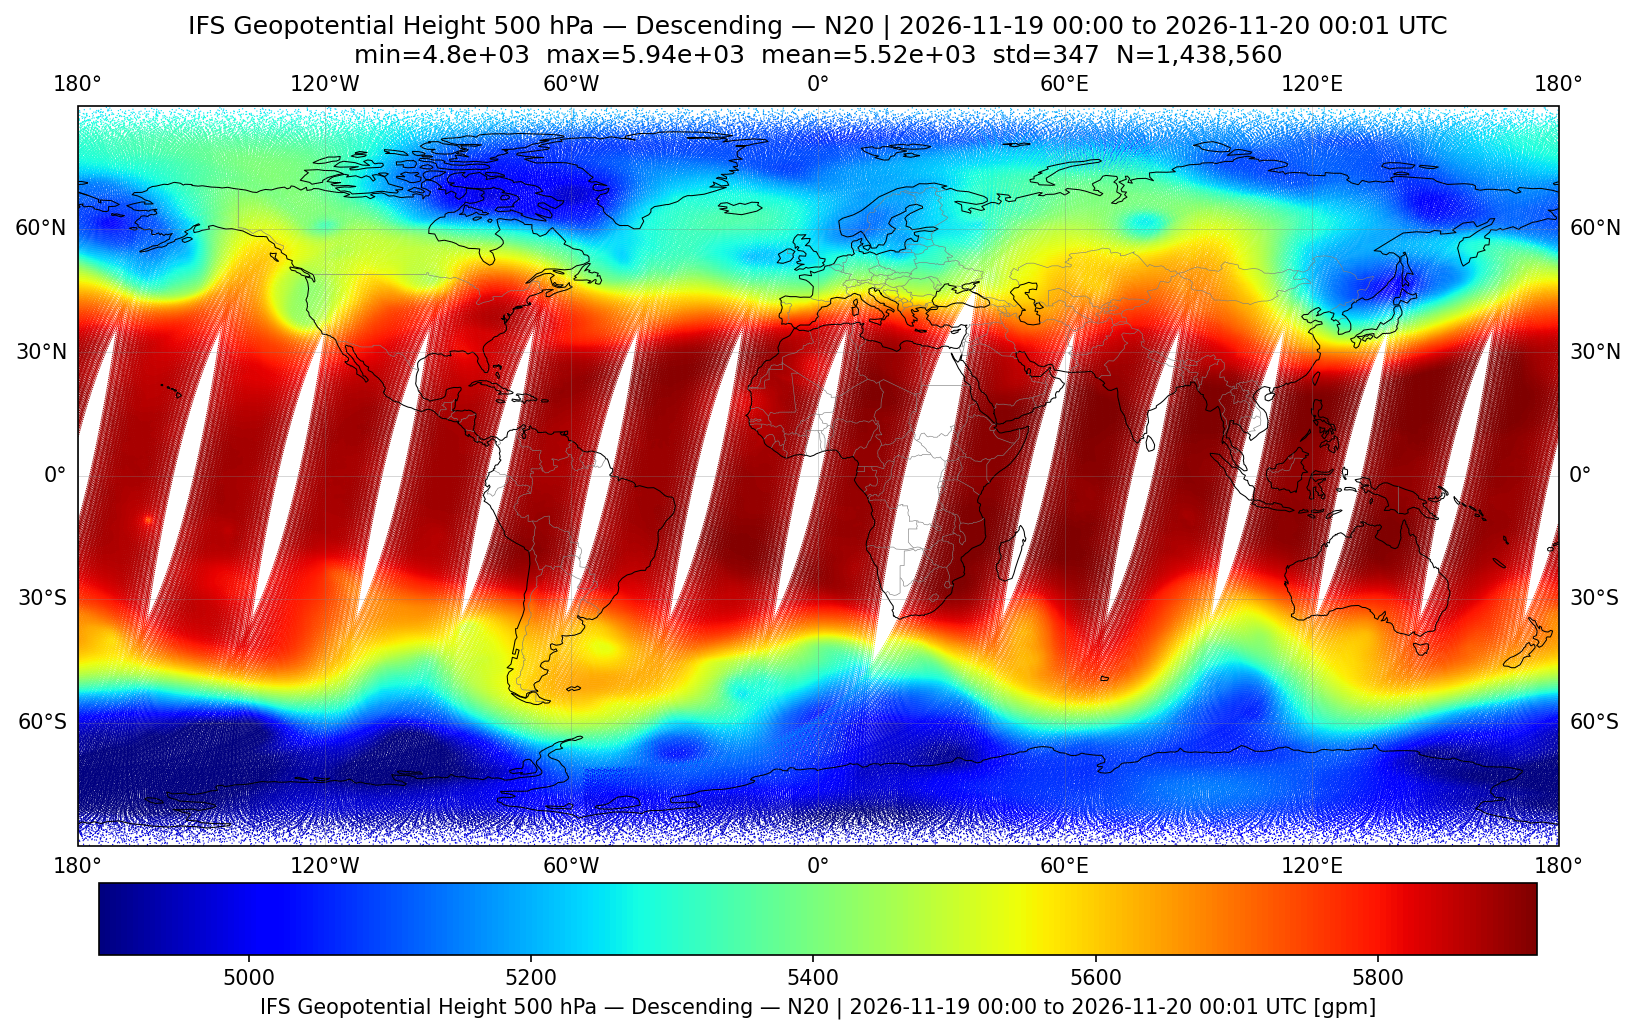 IFS Geopotential Height 500 hPa — Descending — N20 | 2026-11-19 00:00 to 2026-11-20 00:01 UTC
min=4.8e+03  max=5.94e+03  mean=5.52e+03  std=347  N=1,438,560
180° 120°W 60°W 0° 60°E 120°E 180°
60°N 60°N
30°N 30°N
0° 0°
30°S 30°S
60°S 60°S
180° 120°W 60°W 0° 60°E 120°E 180°
5000 5200 5400 5600 5800
IFS Geopotential Height 500 hPa — Descending — N20 | 2026-11-19 00:00 to 2026-11-20 00:01 UTC [gpm]